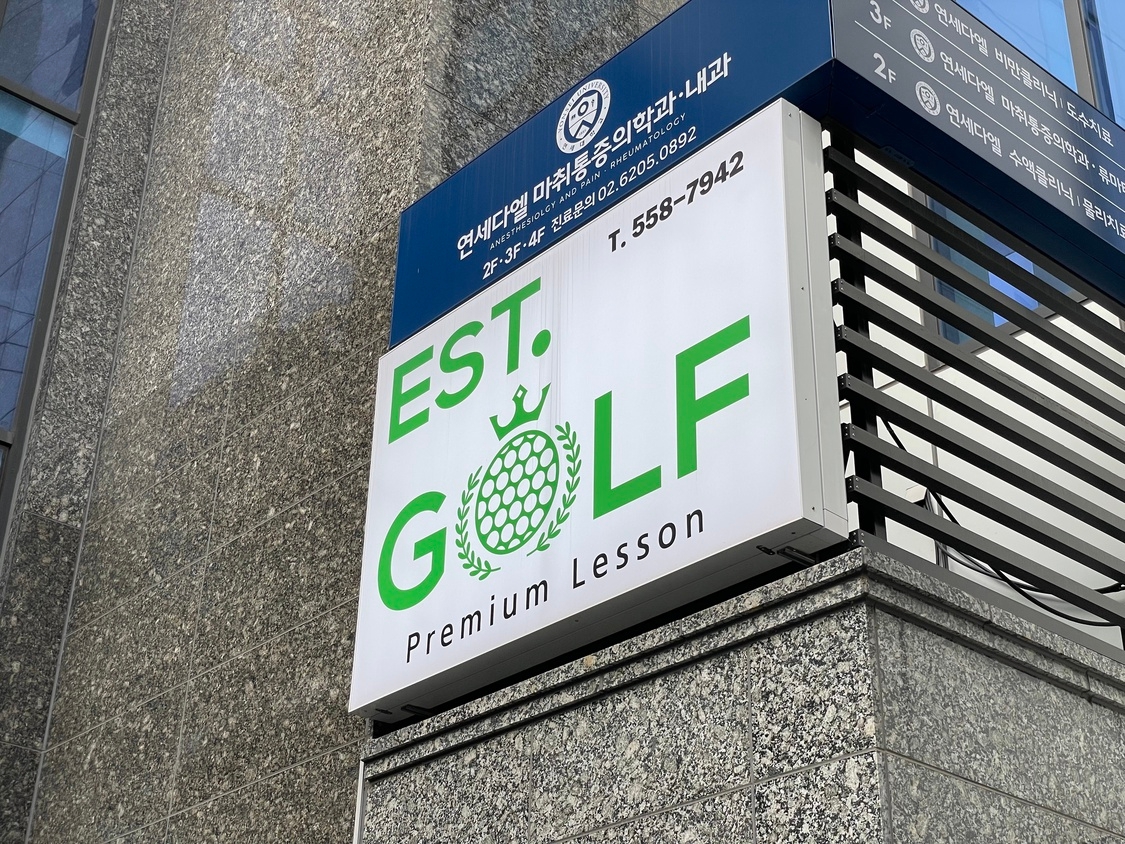 연세다엘 마취통증의학과·내과
ANESTHESIOLGY AND PAIN · RHEUMATOLOGY
2F·3F·4F 진료문의 02.6205.0892
T. 558-7942
EST.
GOLF
Premium Lesson
연세다엘 비만클리닉 | 도수치료
3F 연세다엘 마취통증의학과·류마
2F 연세다엘 수액클리닉 | 물리치료